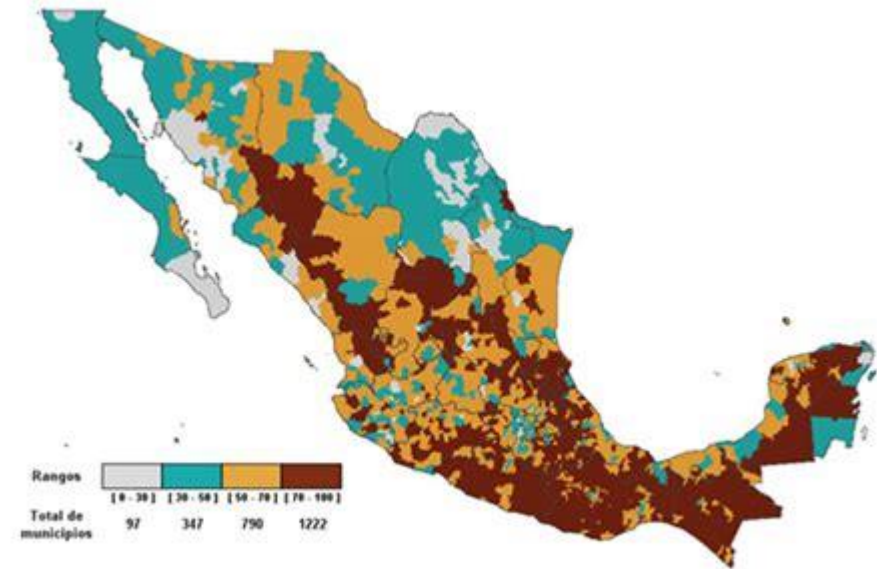 Rangos
[ 0 - 30 ] [ 30 - 50 ] [ 50 - 70 ] [ 70 - 100 ]
Total de
municipios
97 347 790 1222